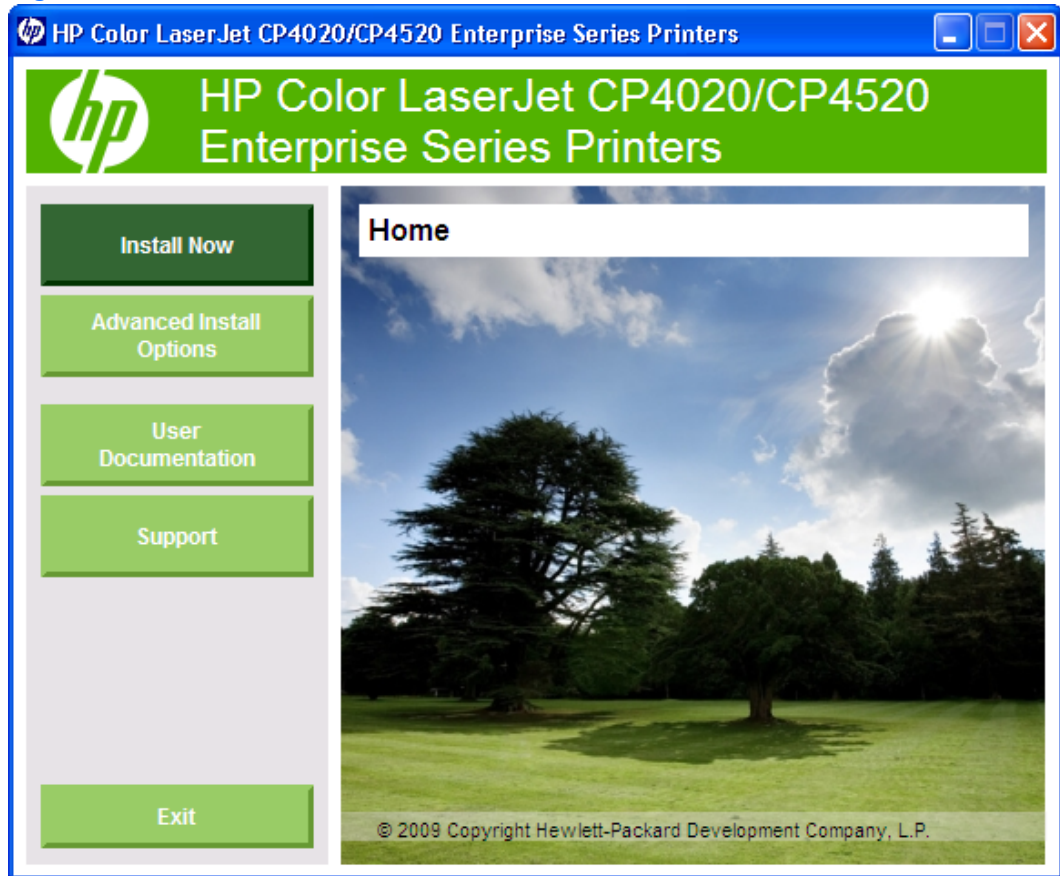 HP Color LaserJet CP4020/CP4520 Enterprise Series Printers
hp
HP Color LaserJet CP4020/CP4520
Enterprise Series Printers
Install Now
Advanced Install
Options
User
Documentation
Support
Exit
Home
© 2009 Copyright Hewlett-Packard Development Company, L.P.